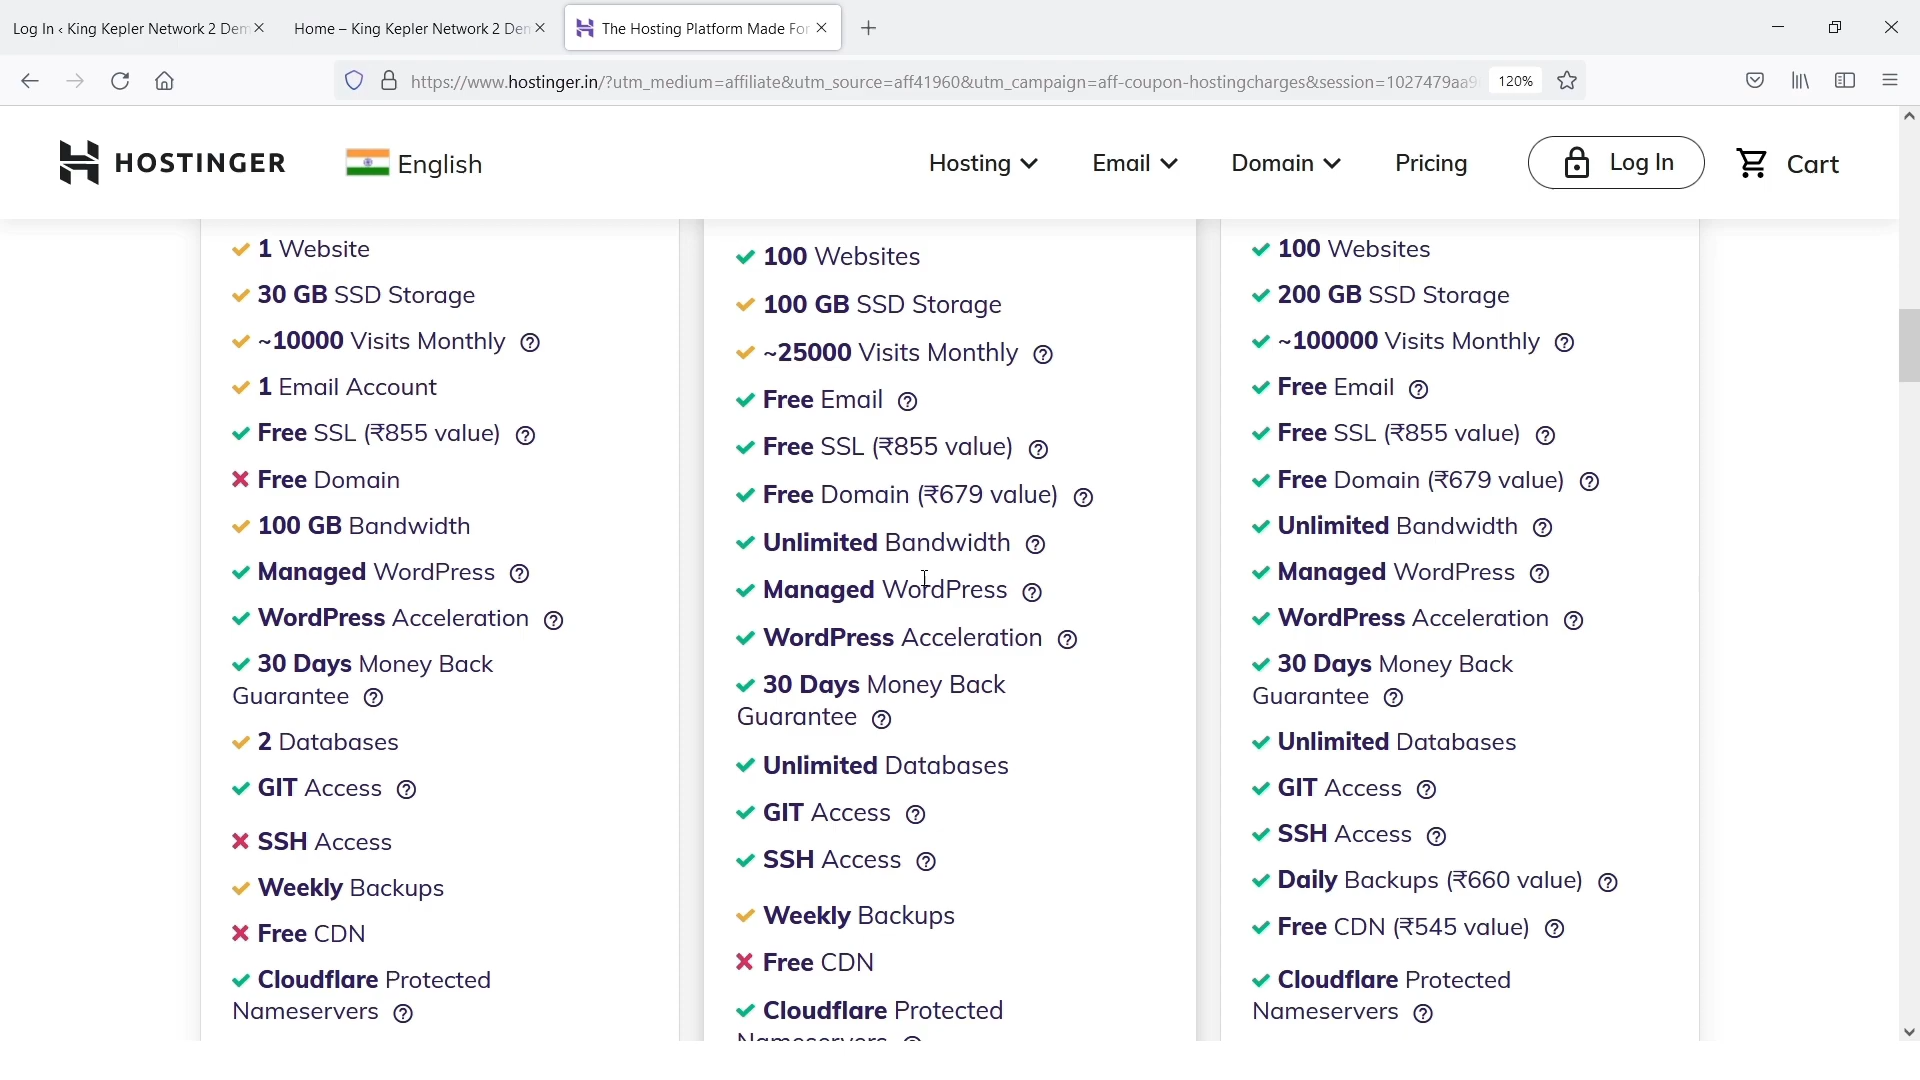 Log In ‹ King Kepler Network 2 Dem
Home – King Kepler Network 2 Den
The Hosting Platform Made For
https://www.hostinger.in/?utm_medium=affiliate&utm_source=aff41960&utm_campaign=aff-coupon-hostingcharges&session=1027479aa9
120%
HOSTINGER
English
Hosting
Email
Domain
Pricing
Log In
Cart
1 Website
30 GB SSD Storage
~10000 Visits Monthly
1 Email Account
Free SSL (₹855 value)
Free Domain
100 GB Bandwidth
Managed WordPress
WordPress Acceleration
30 Days Money Back
Guarantee
2 Databases
GIT Access
SSH Access
Weekly Backups
Free CDN
Cloudflare Protected
Nameservers
100 Websites
100 GB SSD Storage
~25000 Visits Monthly
Free Email
Free SSL (₹855 value)
Free Domain (₹679 value)
Unlimited Bandwidth
Managed WordPress
WordPress Acceleration
30 Days Money Back
Guarantee
Unlimited Databases
GIT Access
SSH Access
Weekly Backups
Free CDN
Cloudflare Protected
Nameservers
100 Websites
200 GB SSD Storage
~100000 Visits Monthly
Free Email
Free SSL (₹855 value)
Free Domain (₹679 value)
Unlimited Bandwidth
Managed WordPress
WordPress Acceleration
30 Days Money Back
Guarantee
Unlimited Databases
GIT Access
SSH Access
Daily Backups (₹660 value)
Free CDN (₹545 value)
Cloudflare Protected
Nameservers